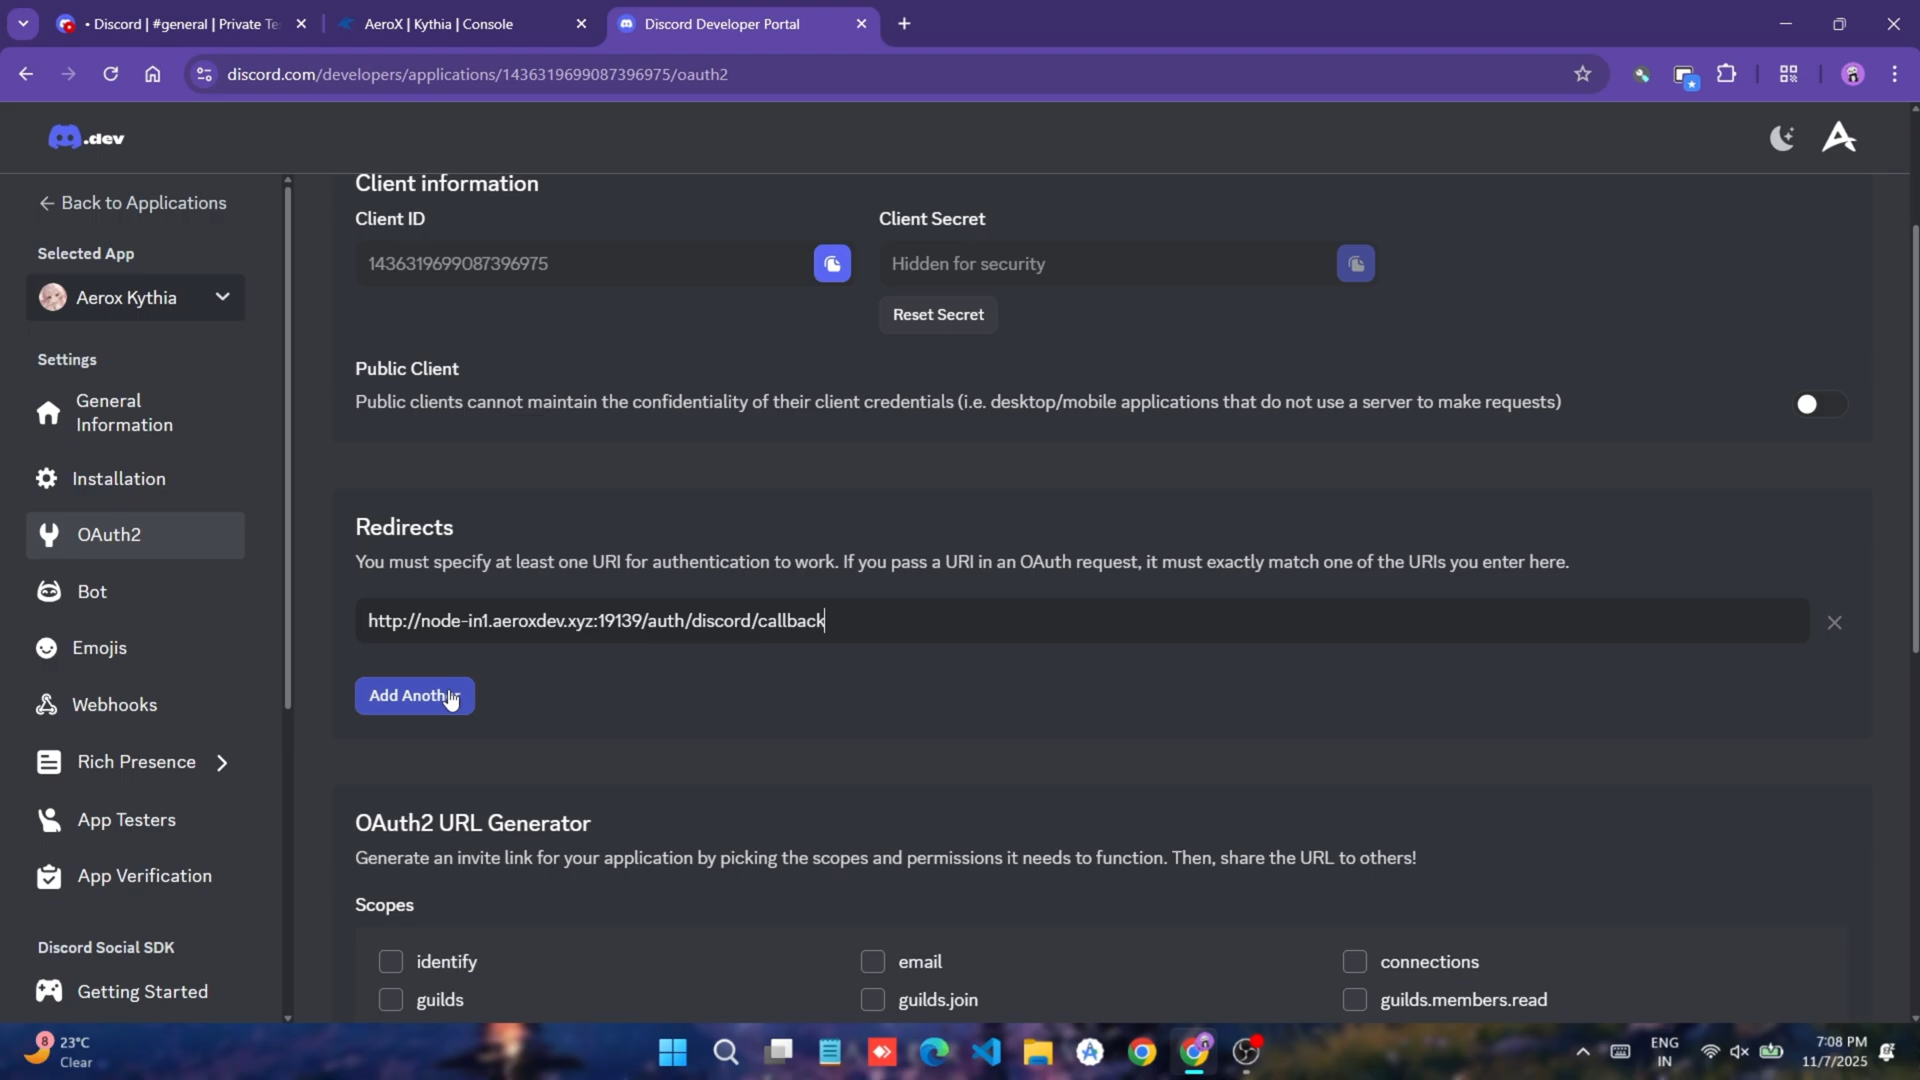 • Discord | #general | Private Te
AeroX | Kythia | Console
Discord Developer Portal
discord.com/developers/applications/1436319699087396975/oauth2
.dev
Back to Applications
Selected App
Aerox Kythia
Settings
General
Information
Installation
OAuth2
Bot
Emojis
Webhooks
Rich Presence
App Testers
App Verification
Discord Social SDK
Getting Started
Client information
Client ID
Client Secret
1436319699087396975
Hidden for security
Reset Secret
Public Client
Public clients cannot maintain the confidentiality of their client credentials (i.e. desktop/mobile applications that do not use a server to make requests)
Redirects
You must specify at least one URI for authentication to work. If you pass a URI in an OAuth request, it must exactly match one of the URIs you enter here.
http://node-in1.aeroxdev.xyz:19139/auth/discord/callback
Add Another
OAuth2 URL Generator
Generate an invite link for your application by picking the scopes and permissions it needs to function. Then, share the URL to others!
Scopes
identify
email
connections
guilds
guilds.join
guilds.members.read
8
23°C
Clear
ENG
IN
7:08 PM
11/7/2025